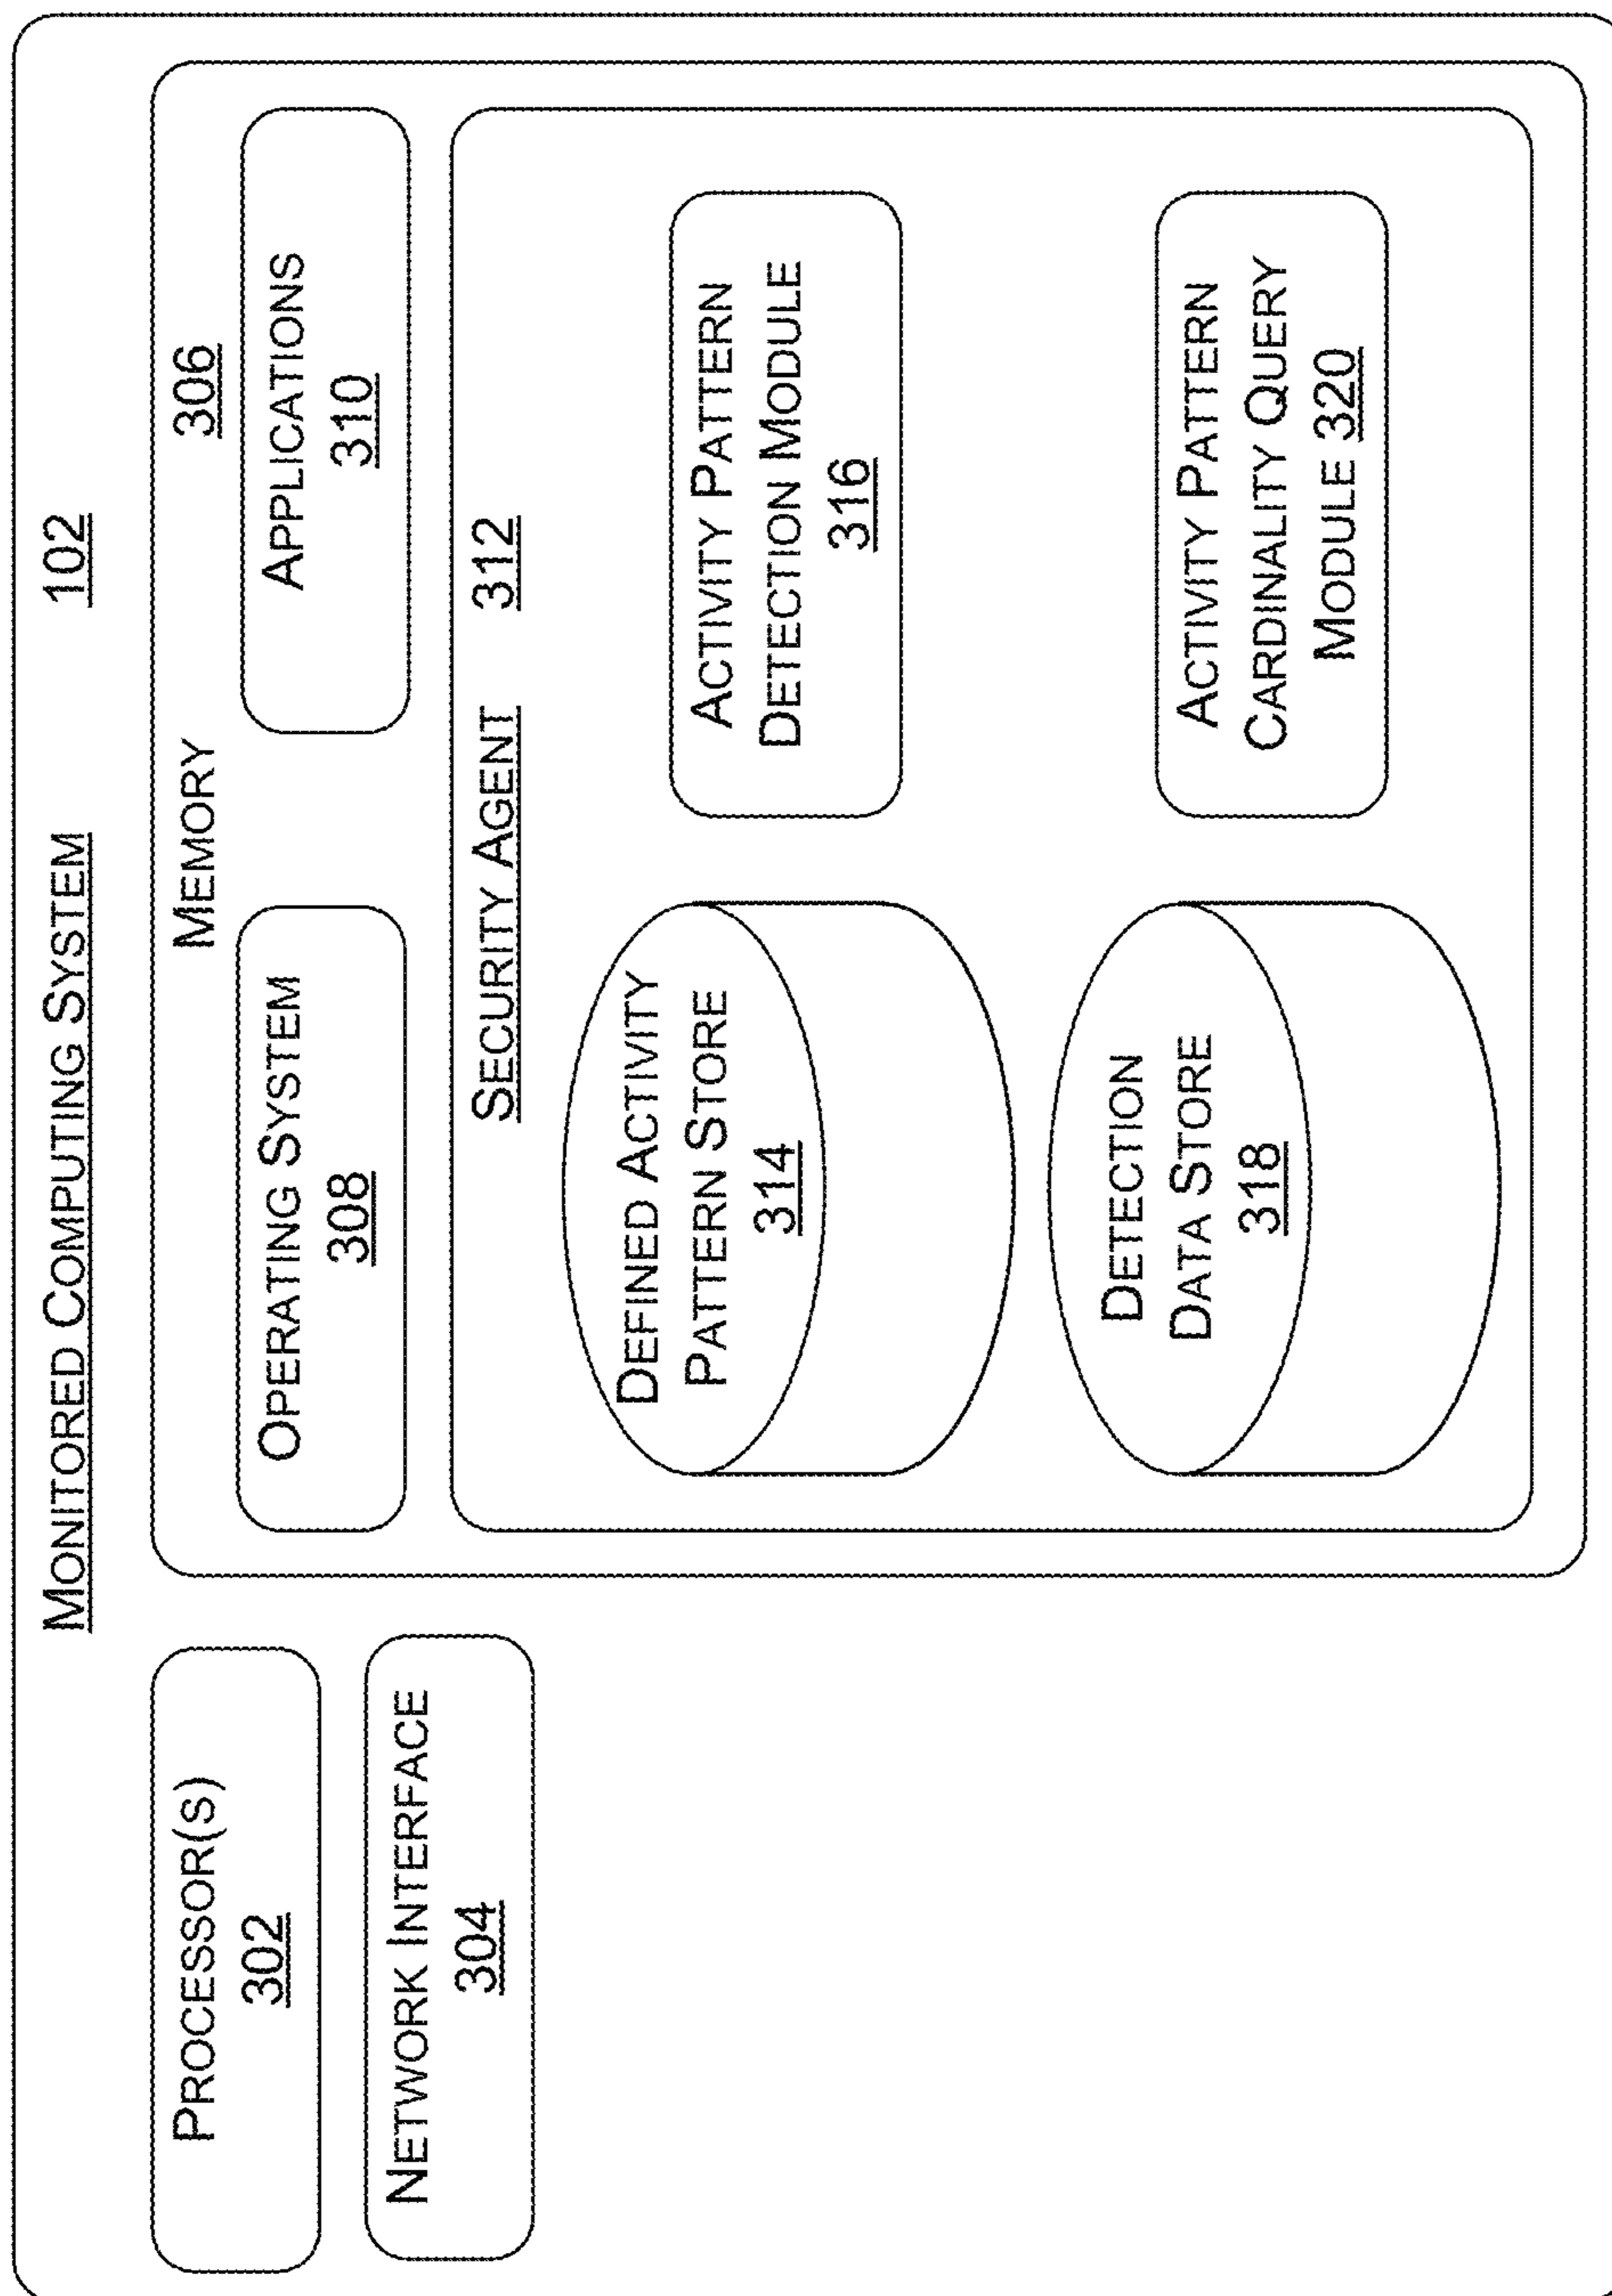 MONITORED COMPUTING SYSTEM 102
PROCESSOR(S)
302
NETWORK INTERFACE
304
MEMORY 306
OPERATING SYSTEM
308
APPLICATIONS
310
SECURITY AGENT 312
DEFINED ACTIVITY
PATTERN STORE
314
ACTIVITY PATTERN
DETECTION MODULE
316
DETECTION
DATA STORE
318
ACTIVITY PATTERN
CARDINALITY QUERY
MODULE 320